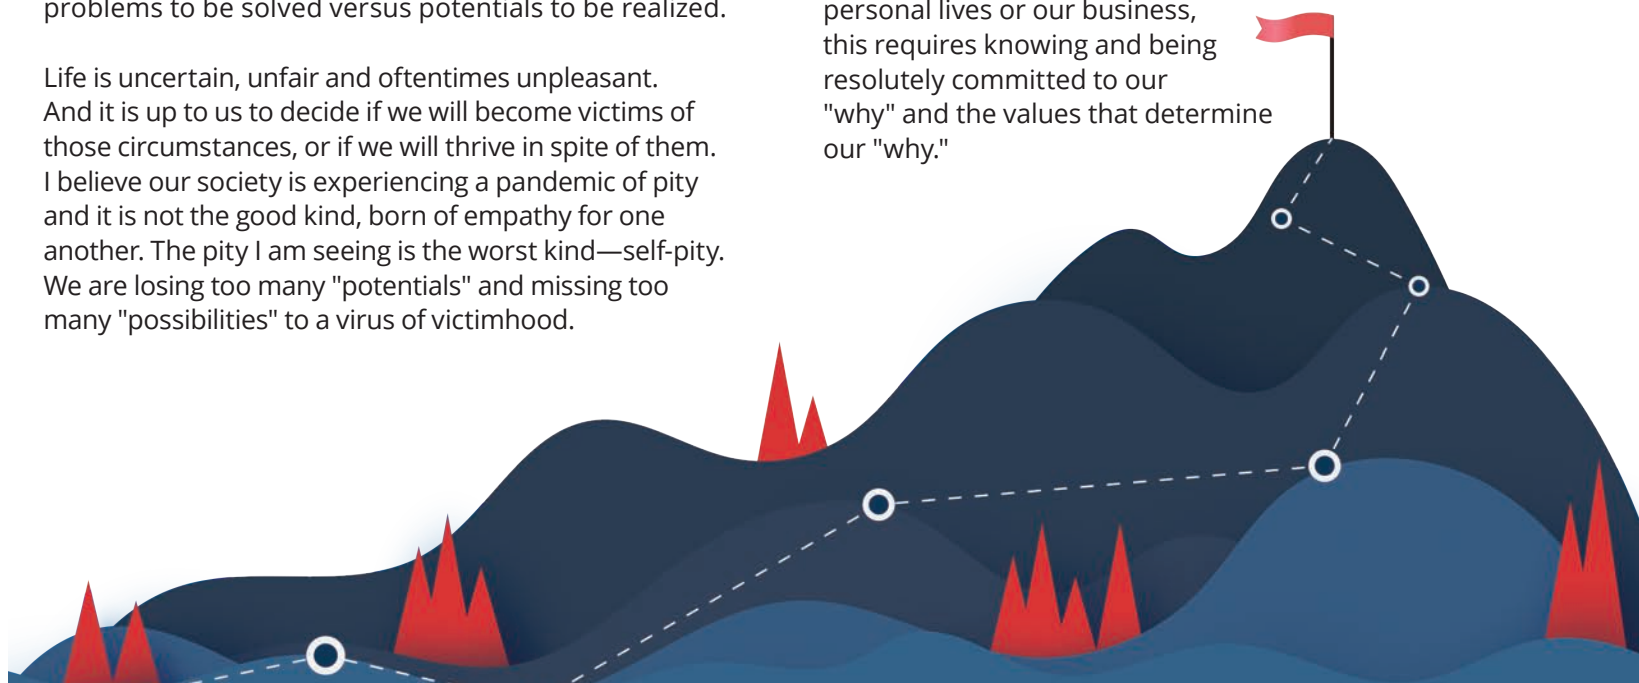 problems to be solved versus potentials to be realized.
Life is uncertain, unfair and oftentimes unpleasant.
And it is up to us to decide if we will become victims of
those circumstances, or if we will thrive in spite of them.
I believe our society is experiencing a pandemic of pity
and it is not the good kind, born of empathy for one
another. The pity I am seeing is the worst kind—self-pity.
We are losing too many "potentials" and missing too
many "possibilities" to a virus of victimhood.
personal lives or our business,
this requires knowing and being
resolutely committed to our
"why" and the values that determine
our "why."